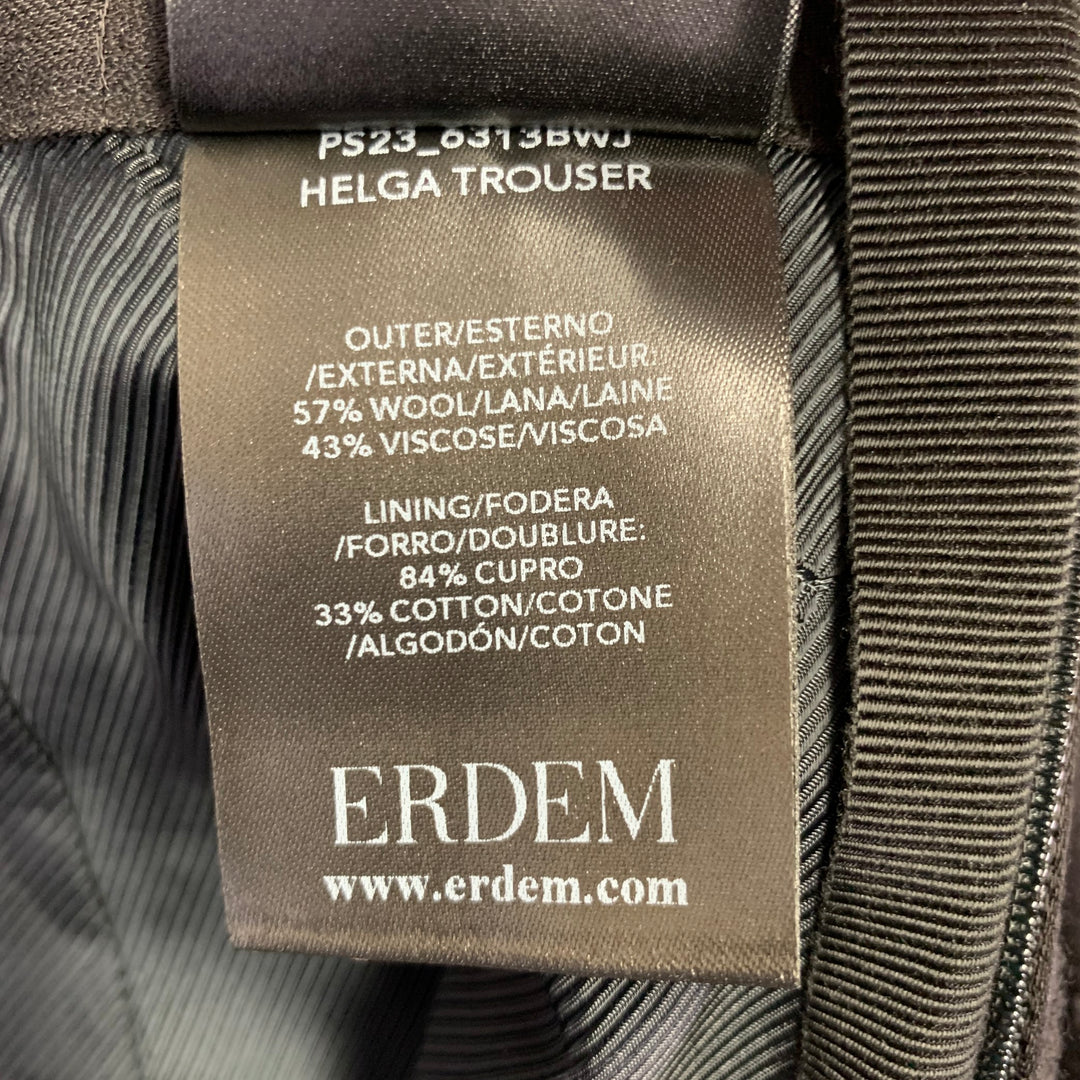 PS23_6313BWJ
HELGA TROUSER
OUTER/ESTERNO
/EXTERNA/EXTÉRIEUR:
57% WOOL/LANA/LAINE
43% VISCOSE/VISCOSA
LINING/FODERA
/FORRO/DOUBLURE:
84% CUPRO
33% COTTON/COTONE
/ALGODÓN/COTON
ERDEM
www.erdem.com